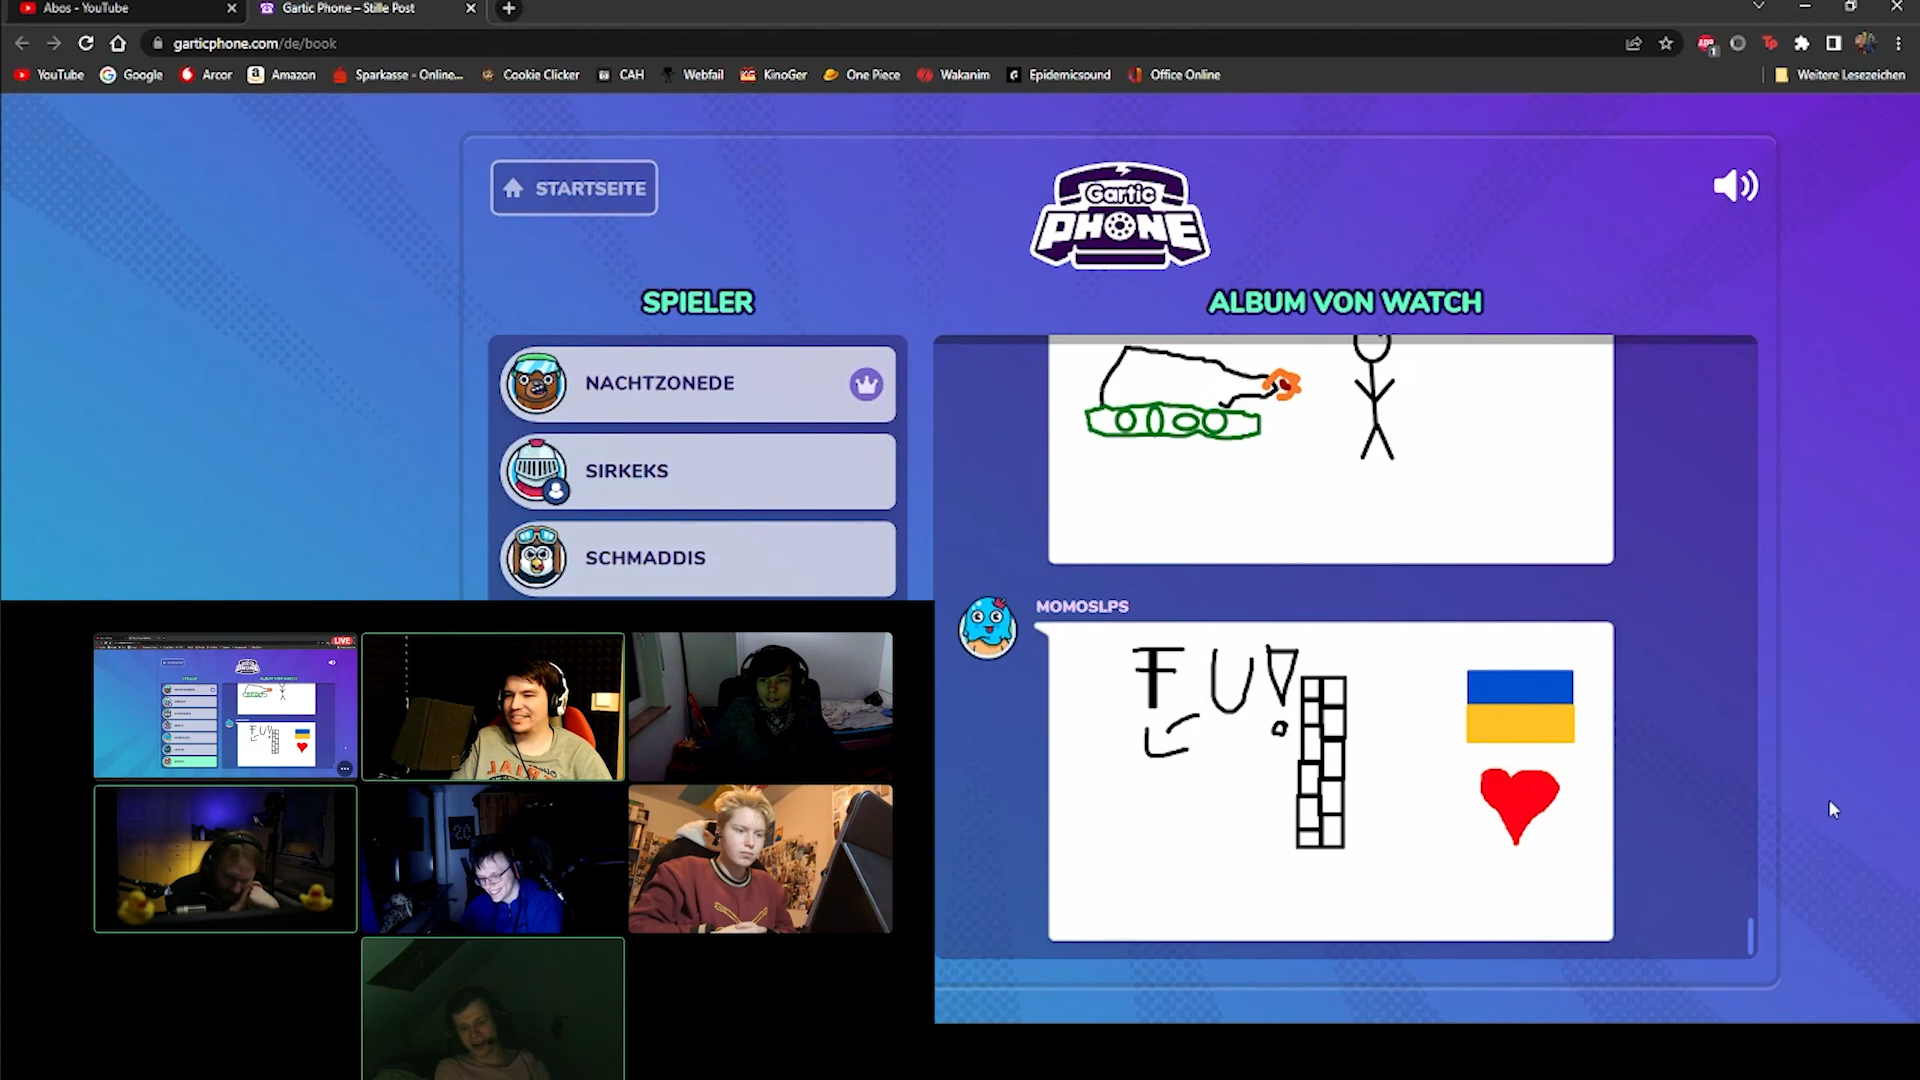 Abos – YouTube
Gartic Phone – Stille Post
garticphone.com/de/book
YouTube
Google
Arcor
Amazon
Sparkasse - Online...
Cookie Clicker
CAH
Webfail
KinoGer
One Piece
Wakanim
Epidemicsound
Office Online
Weitere Lesezeichen
STARTSEITE
Gartic
PHONE
SPIELER
ALBUM VON WATCH
NACHTZONEDE
SIRKEKS
SCHMADDIS
MOMOSLPS
F U!
LIVE